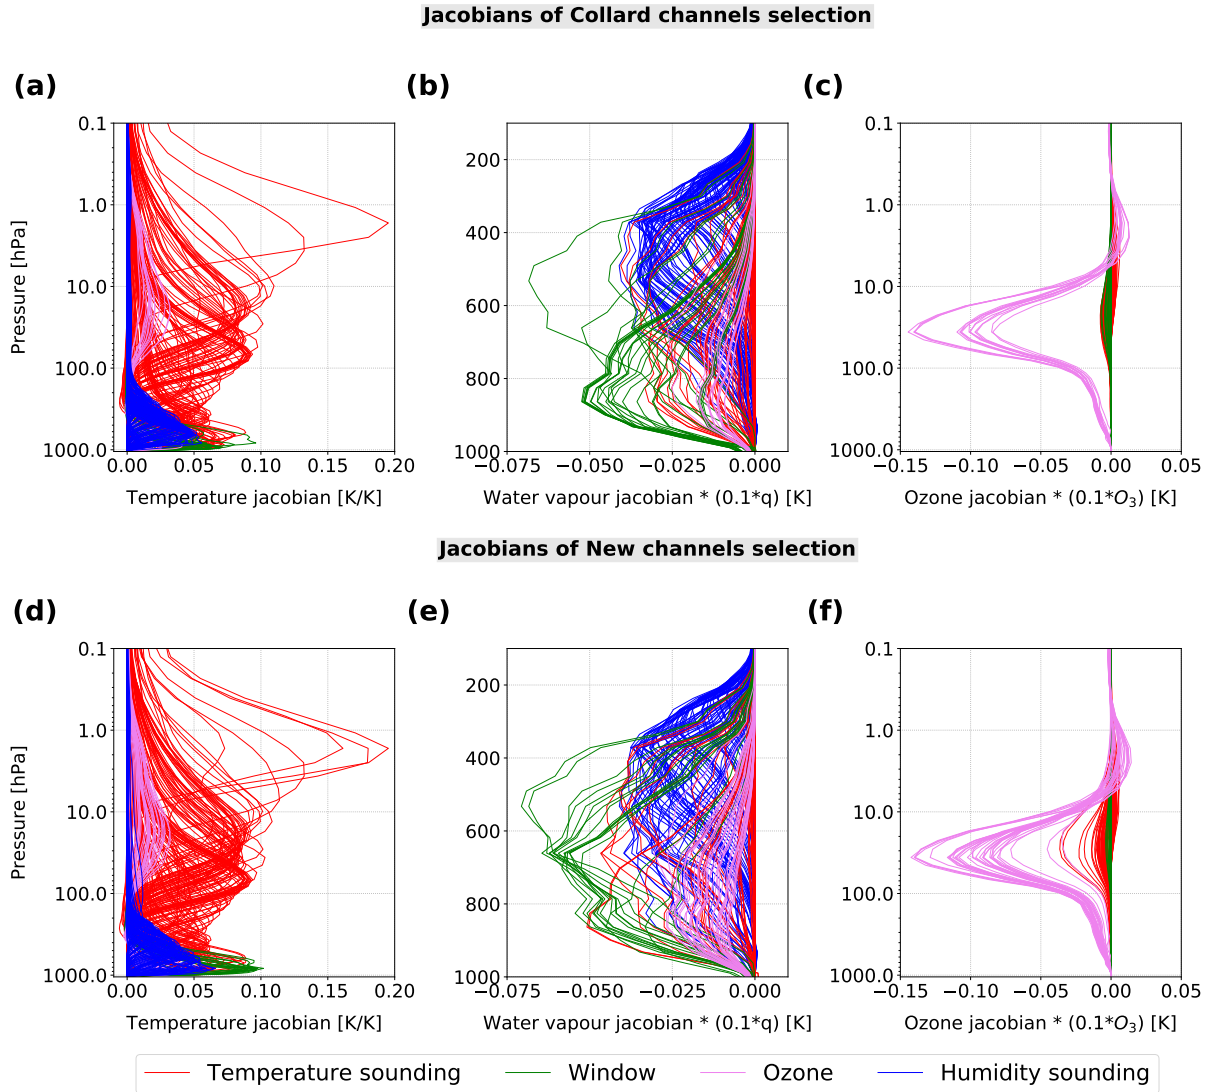 Jacobians of Collard channels selection
(a) (b) (c)
0.1 1.0 10.0 100.0 1000.0
Pressure [hPa]
0.00 0.05 0.10 0.15 0.20
Temperature jacobian [K/K]
200 400 600 800 1000
−0.075 −0.050 −0.025 0.000
Water vapour jacobian * (0.1*q) [K]
0.1 1.0 10.0 100.0 1000.0
−0.15 −0.10 −0.05 0.00 0.05
Ozone jacobian * (0.1*O₃) [K]
Jacobians of New channels selection
(d) (e) (f)
0.1 1.0 10.0 100.0 1000.0
Pressure [hPa]
0.00 0.05 0.10 0.15 0.20
Temperature jacobian [K/K]
200 400 600 800 1000
−0.075 −0.050 −0.025 0.000
Water vapour jacobian * (0.1*q) [K]
0.1 1.0 10.0 100.0 1000.0
−0.15 −0.10 −0.05 0.00 0.05
Ozone jacobian * (0.1*O₃) [K]
Temperature sounding Window Ozone Humidity sounding